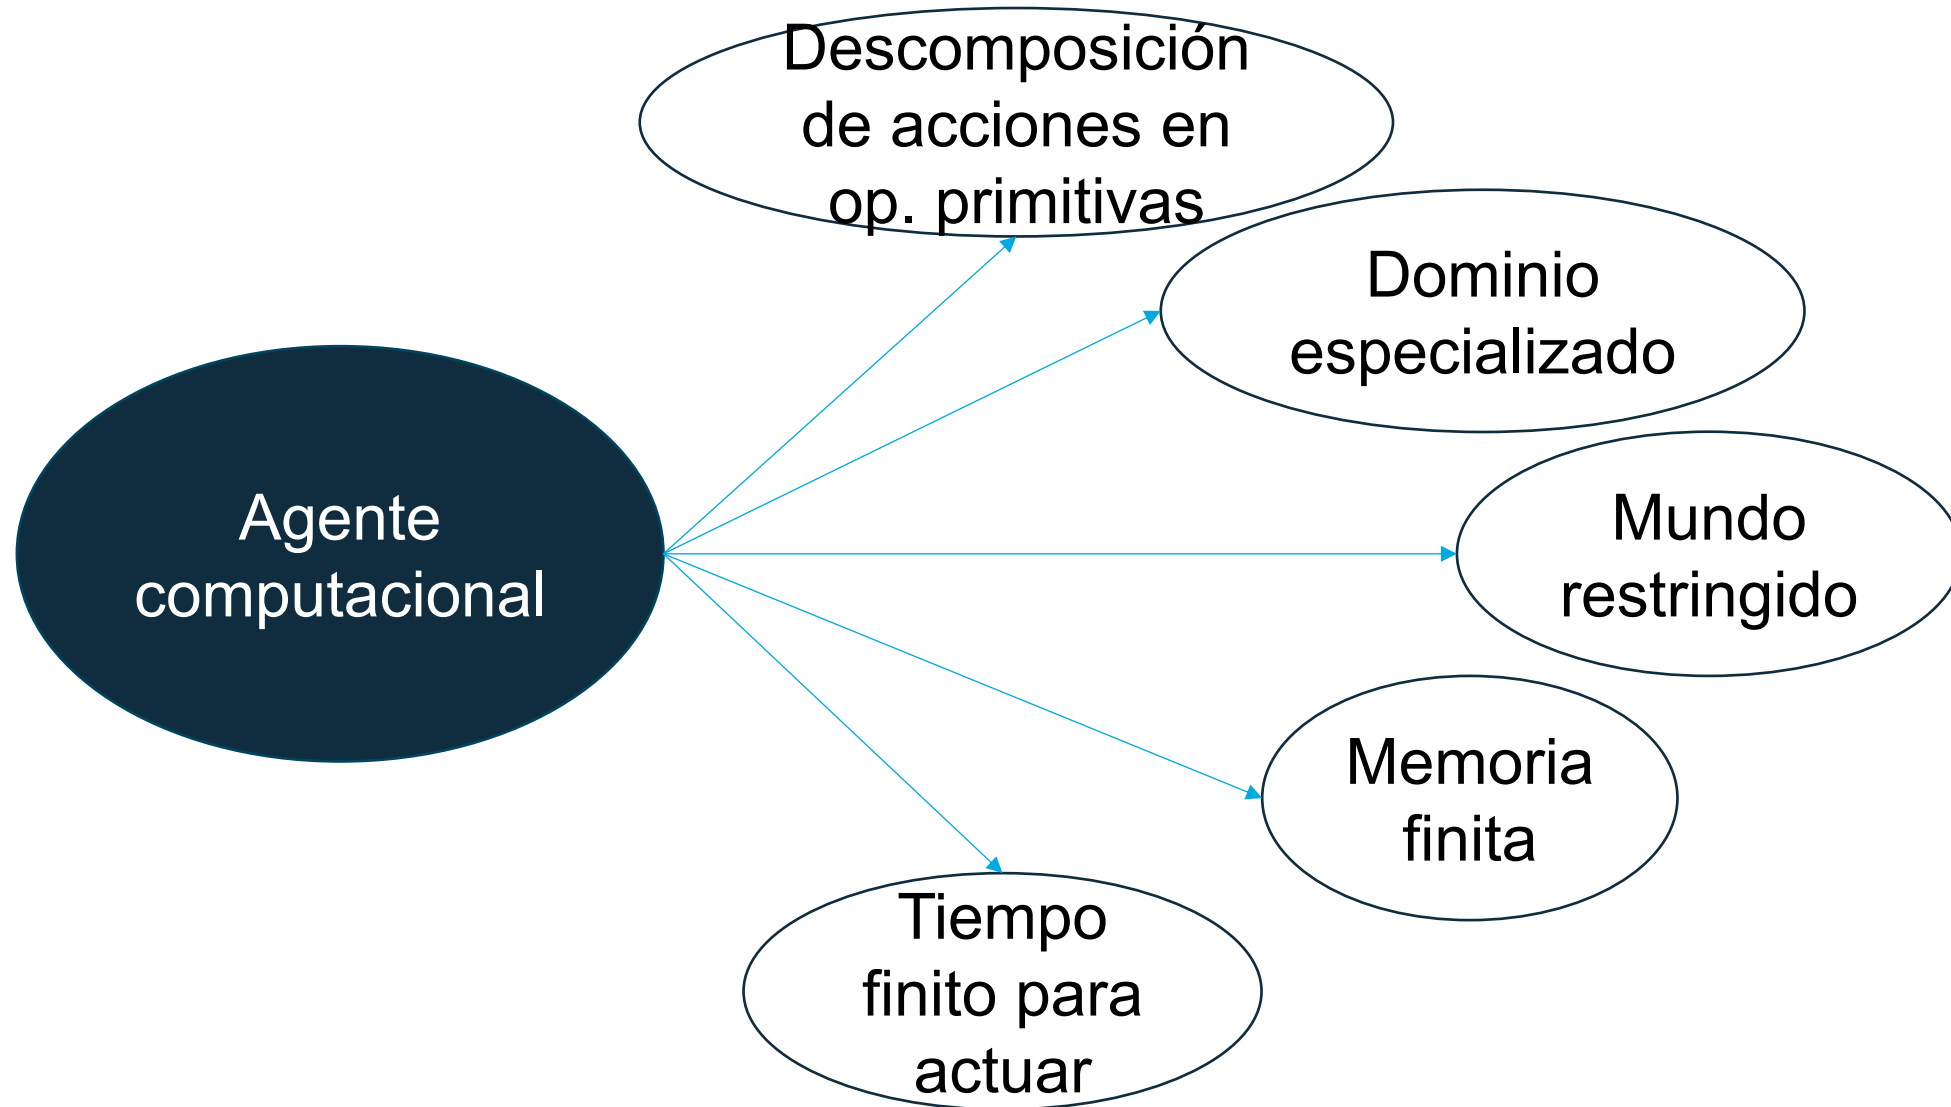 Descomposición
de acciones en
op. primitivas
Dominio
especializado
Agente
computacional
Mundo
restringido
Memoria
finita
Tiempo
finito para
actuar